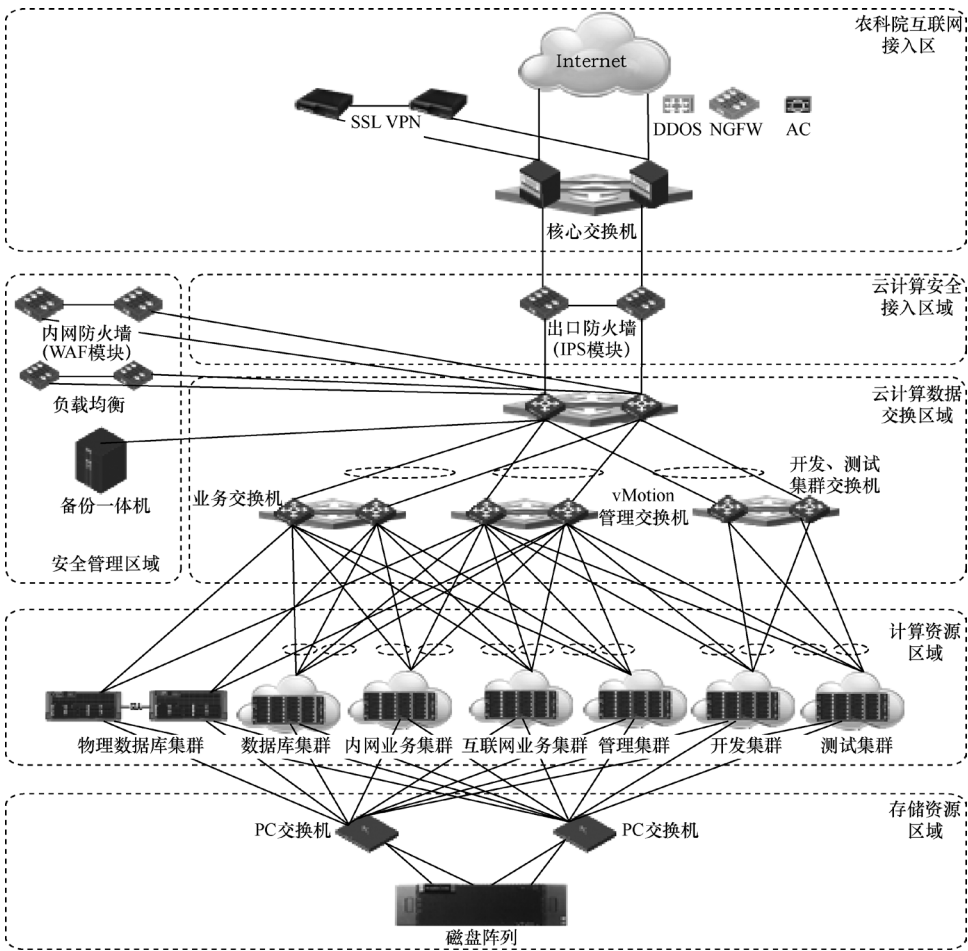 农科院互联网
接入区
Internet
SSL VPN
DDOS NGFW AC
核心交换机
云计算安全
接入区域
内网防火墙
(WAF模块)
出口防火墙
(IPS模块)
负载均衡
云计算数据
交换区域
备份一体机
安全管理区域
业务交换机
vMotion
管理交换机
开发、测试
集群交换机
计算资源
区域
物理数据库集群 数据库集群 内网业务集群 互联网业务集群 管理集群 开发集群 测试集群
存储资源
区域
PC交换机 PC交换机
磁盘阵列